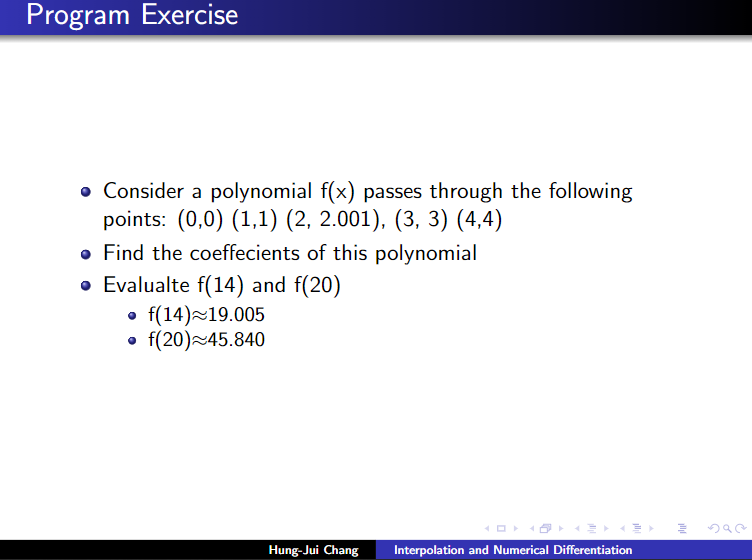 Program Exercise
Consider a polynomial f(x) passes through the following
points: (0,0) (1,1) (2, 2.001), (3, 3) (4,4)
Find the coeffecients of this polynomial
Evalualte f(14) and f(20)
f(14)≈19.005
f(20)≈45.840
Hung-Jui Chang
Interpolation and Numerical Differentiation